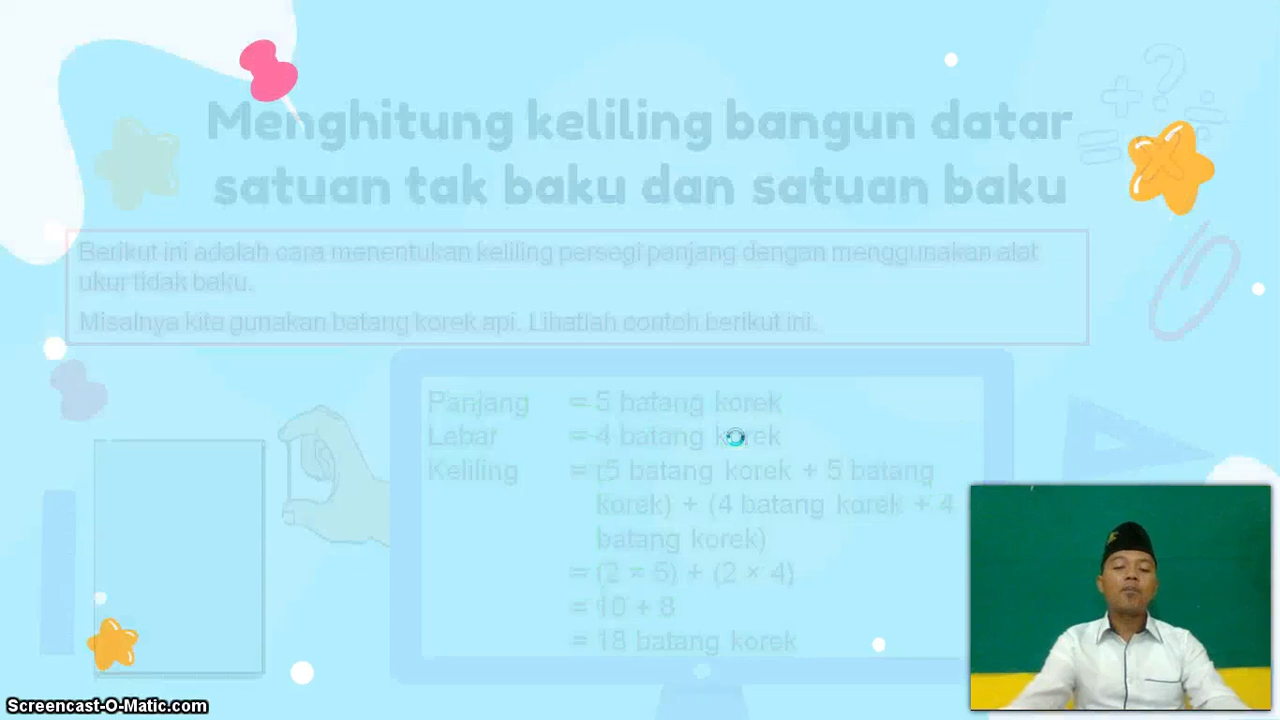 Menghitung keliling bangun datar
satuan tak baku dan satuan baku
Berikut ini adalah cara menentukan keliling persegi panjang dengan menggunakan alat
ukur tidak baku.
Misalnya kita gunakan batang korek api. Lihatlah contoh berikut ini.
Panjang = 5 batang korek
Lebar = 4 batang korek
Keliling = (5 batang korek + 5 batang
korek) + (4 batang korek + 4
batang korek)
= (2 × 5) + (2 × 4)
= 10 + 8
= 18 batang korek
Screencast-O-Matic.com